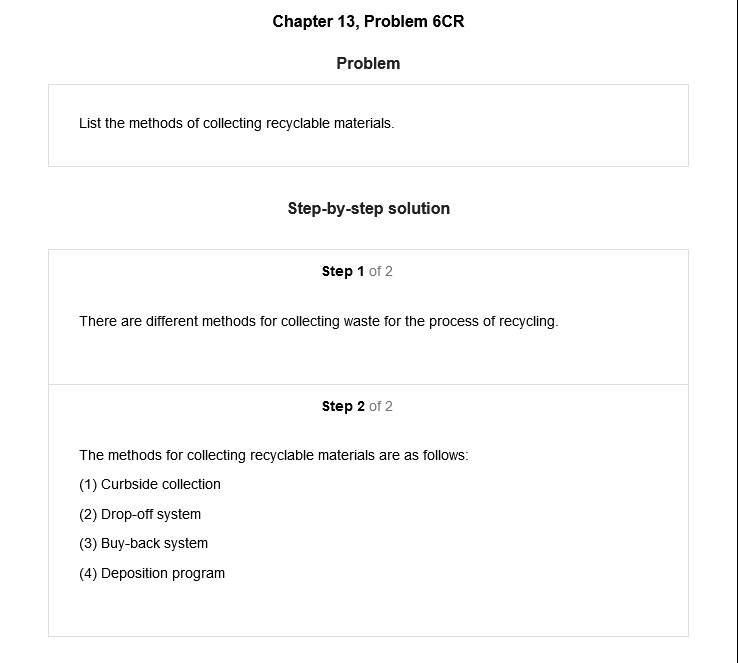 Chapter 13, Problem 6CR
Problem
List the methods of collecting recyclable materials.
Step-by-step solution
Step 1 of 2
There are different methods for collecting waste for the process of recycling.
Step 2 of 2
The methods for collecting recyclable materials are as follows:
(1) Curbside collection
(2) Drop-off system
(3) Buy-back system
(4) Deposition program